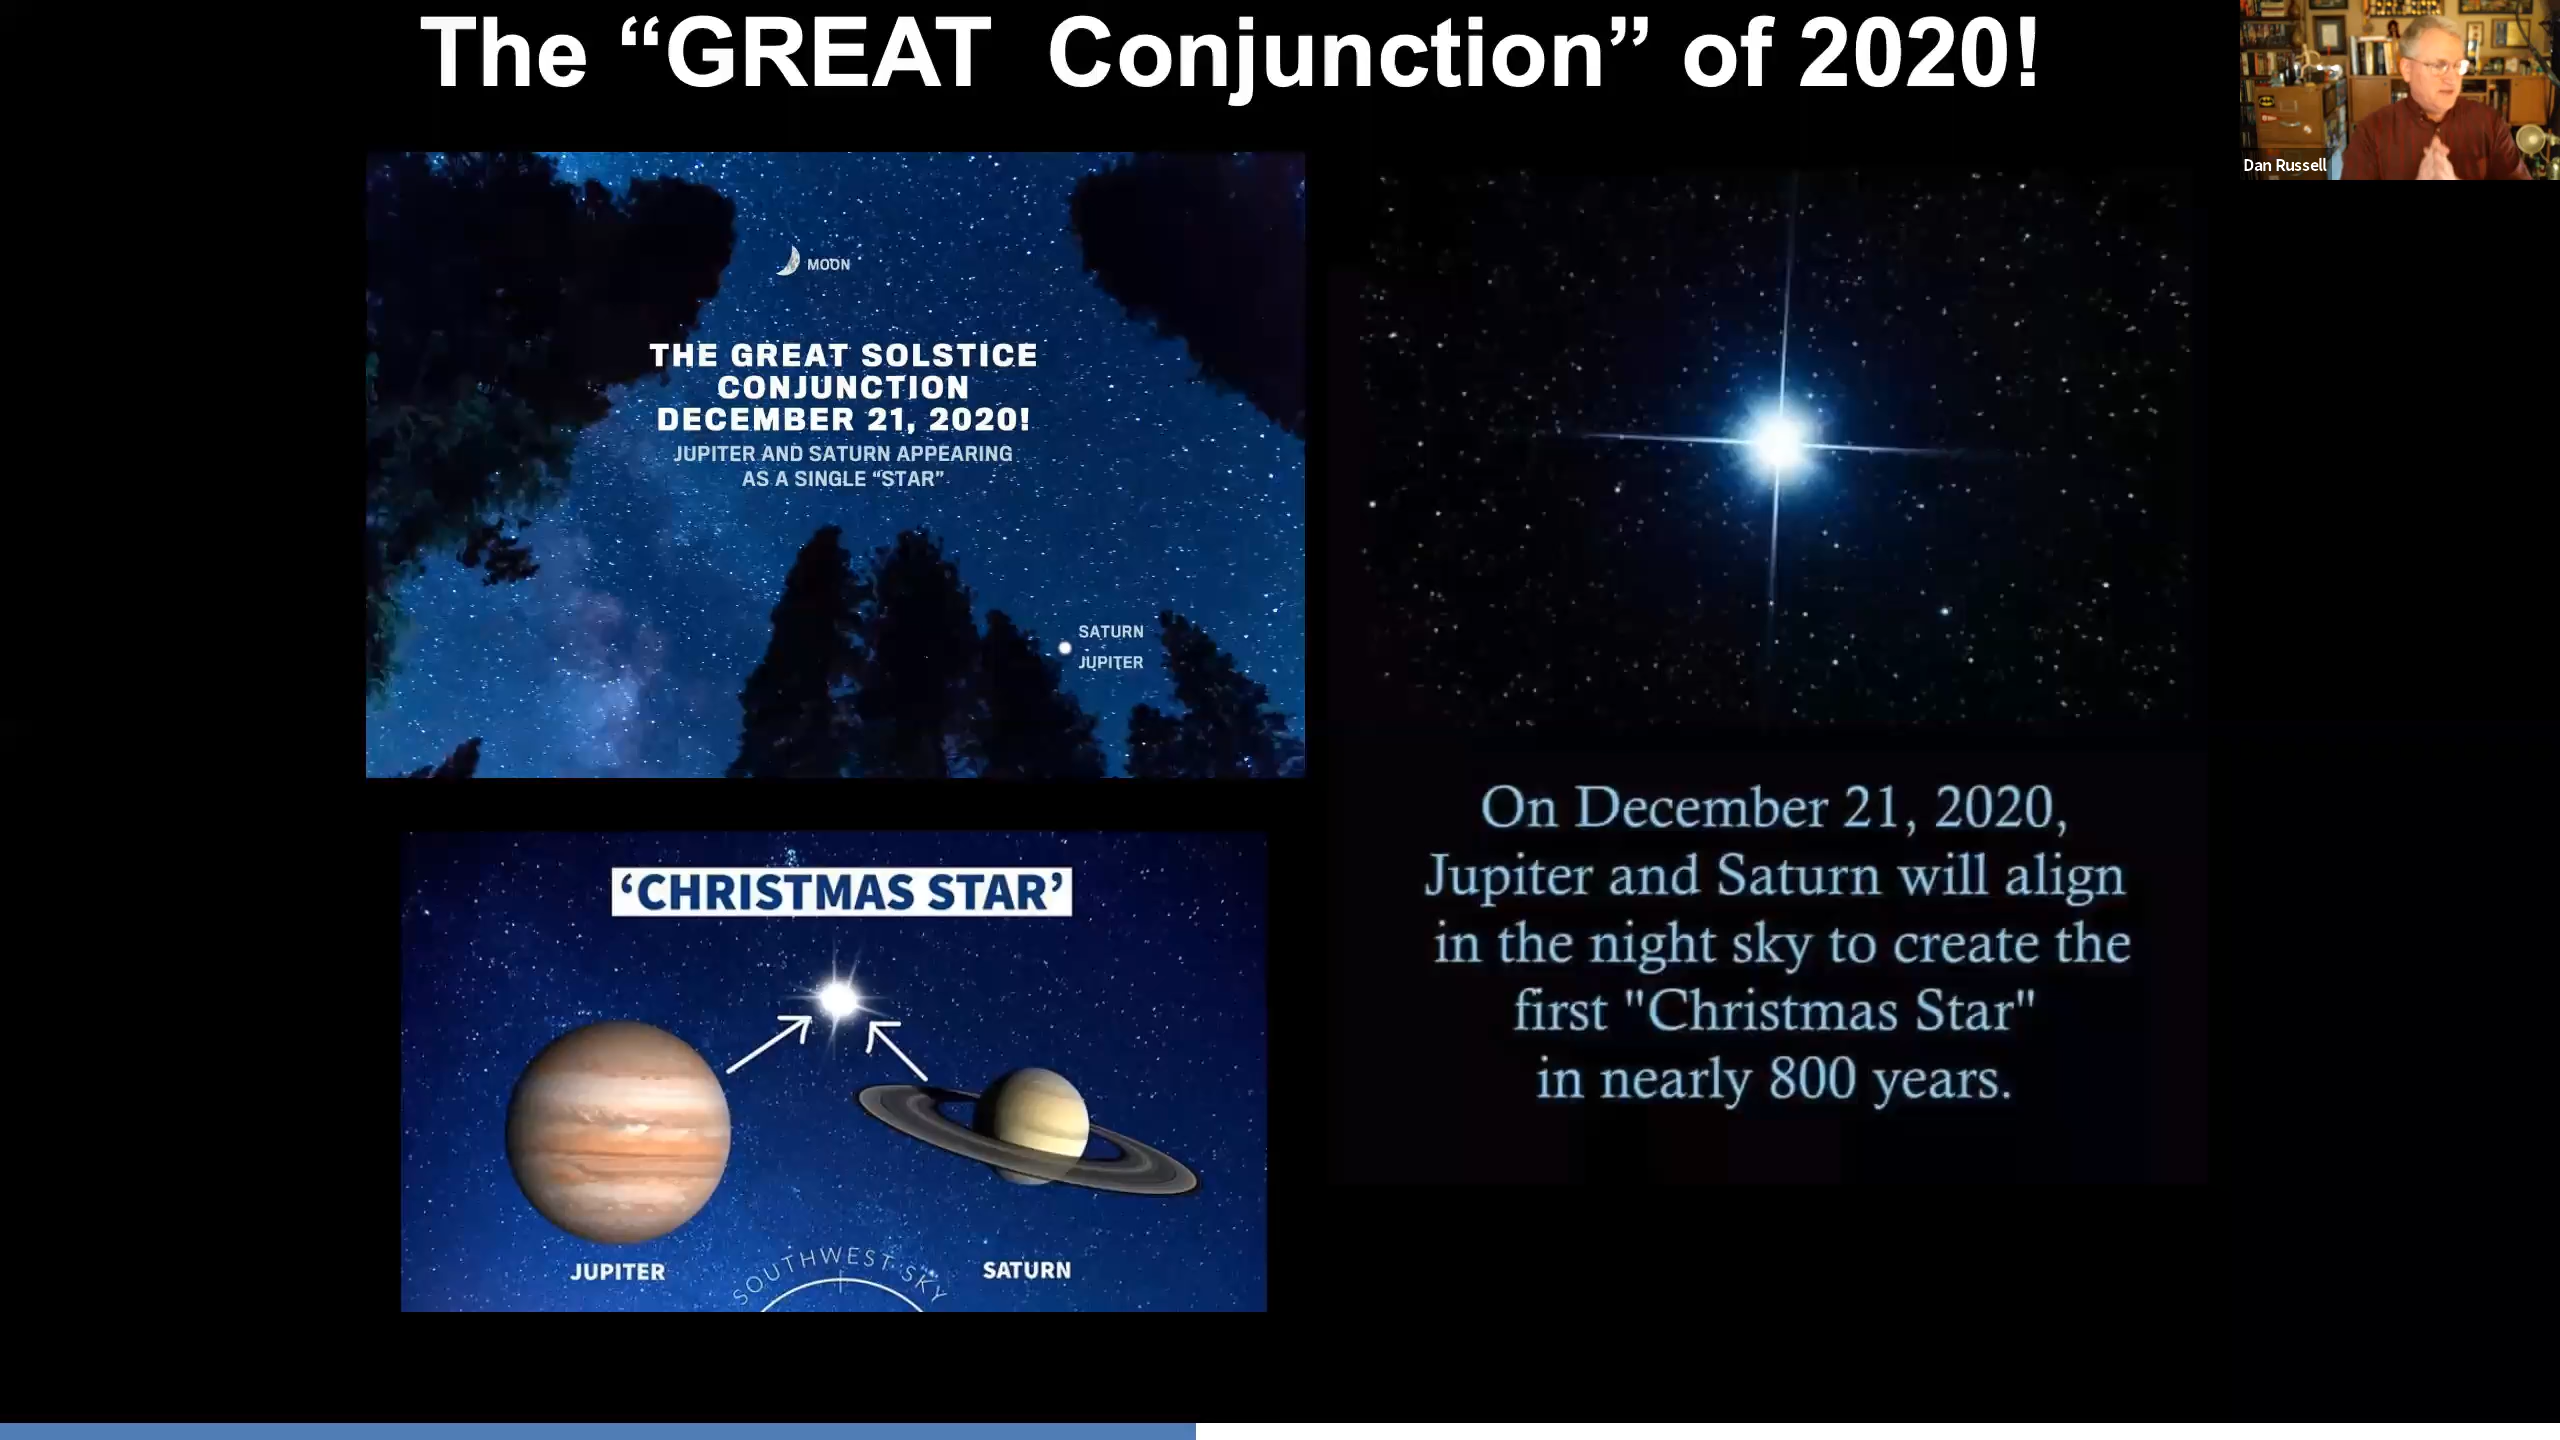 The “GREAT Conjunction” of 2020!
Dan Russell
MOON
THE GREAT SOLSTICE
CONJUNCTION
DECEMBER 21, 2020!
JUPITER AND SATURN APPEARING
AS A SINGLE “STAR”
SATURN
JUPITER
On December 21, 2020,
Jupiter and Saturn will align
in the night sky to create the
first "Christmas Star"
in nearly 800 years.
‘CHRISTMAS STAR’
JUPITER
SATURN
SOUTHWEST SKY